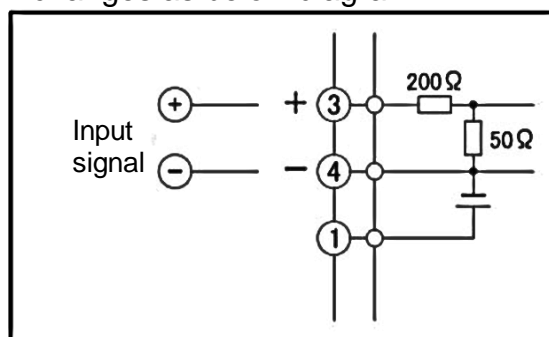 + + 3 200Ω
Input
signal
50Ω
- - 4
1